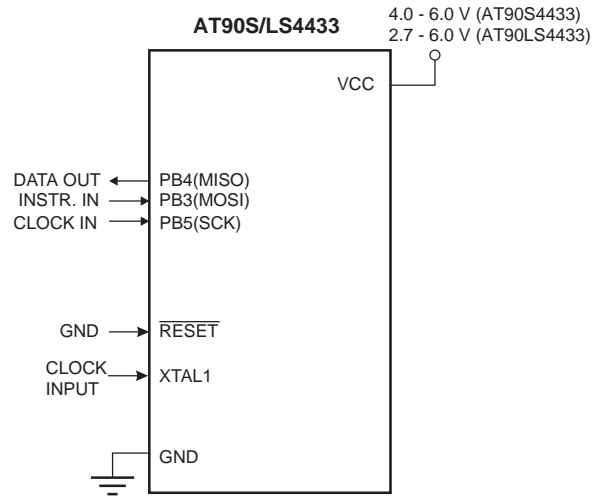 4.0 - 6.0 V (AT90S4433)
AT90S/LS4433
2.7 - 6.0 V (AT90LS4433)
VCC
DATA OUT PB4(MISO)
INSTR. IN PB3(MOSI)
CLOCK IN PB5(SCK)
GND RESET
CLOCK
INPUT
XTAL1
GND